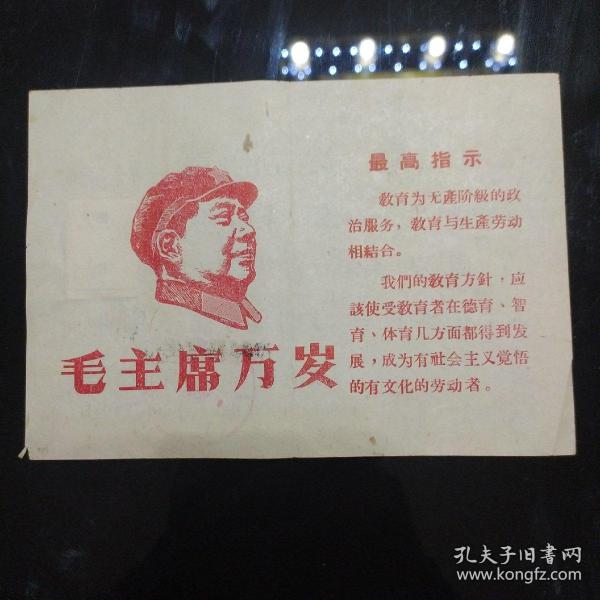 毛主席万岁
最高指示
教育为无產阶級的政
治服务，教育与生產劳动
相結合。
我們的教育方針，应
該使受教育者在德育、智
育、体育几方面都得到发
展，成为有社会主义覚悟
的有文化的劳动者。
孔夫子旧书网
www.kongfz.com